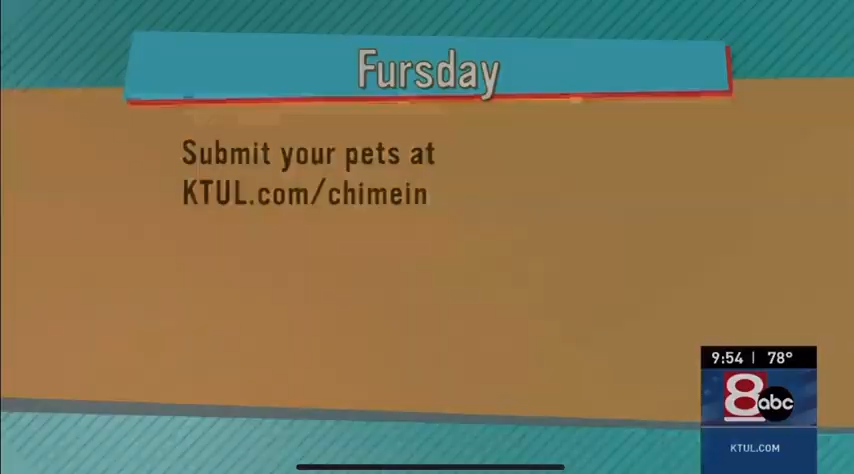 Fursday
Submit your pets at
KTUL.com/chimein
9:54 | 78°
8 abc
KTUL.COM